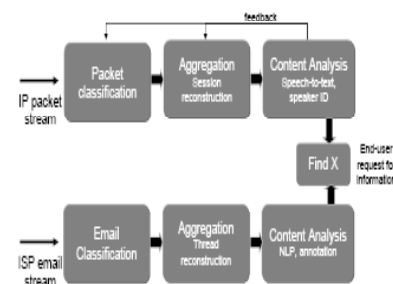 feedback
IP packet
stream
Packet
classification
Aggregation
Session
reconstruction
Content Analysis
Speech-to-text,
speaker ID
Find X
End-user
request for
Information
ISP email
stream
Email
Classification
Aggregation
Thread
reconstruction
Content Analysis
NLP, annotation